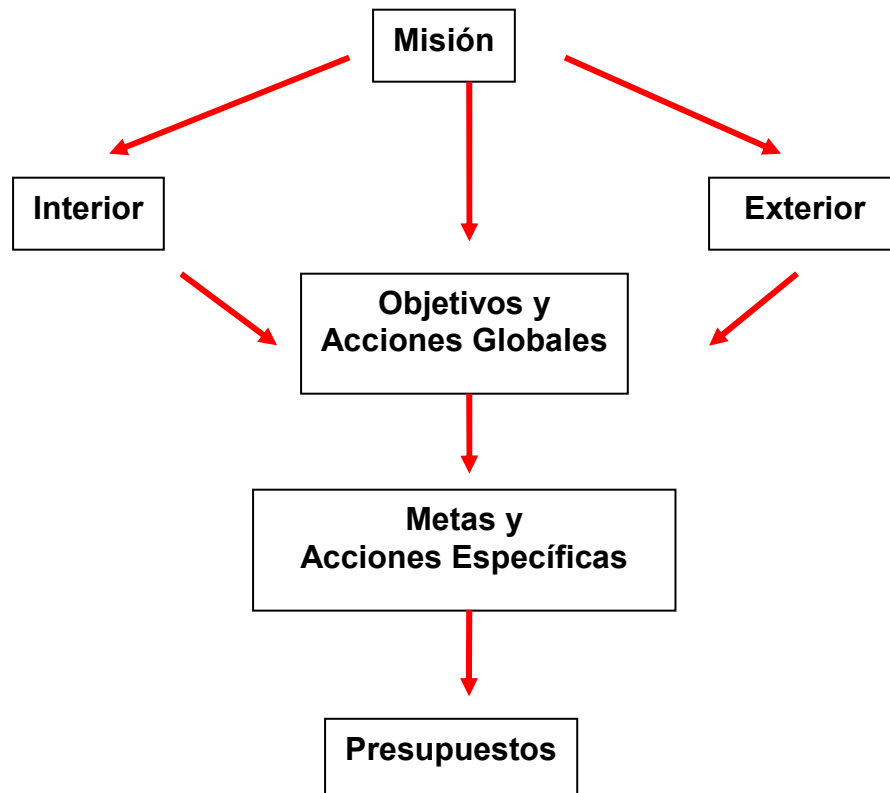 Misión
Interior
Exterior
Objetivos y
Acciones Globales
Metas y
Acciones Específicas
Presupuestos